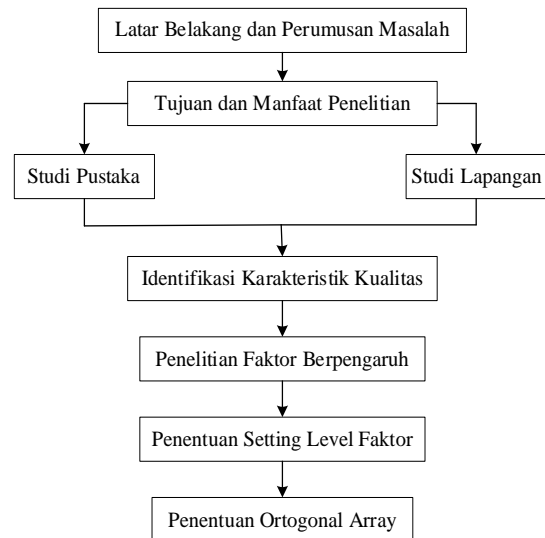 Latar Belakang dan Perumusan Masalah
Tujuan dan Manfaat Penelitian
Studi Pustaka
Studi Lapangan
Identifikasi Karakteristik Kualitas
Penelitian Faktor Berpengaruh
Penentuan Setting Level Faktor
Penentuan Ortogonal Array